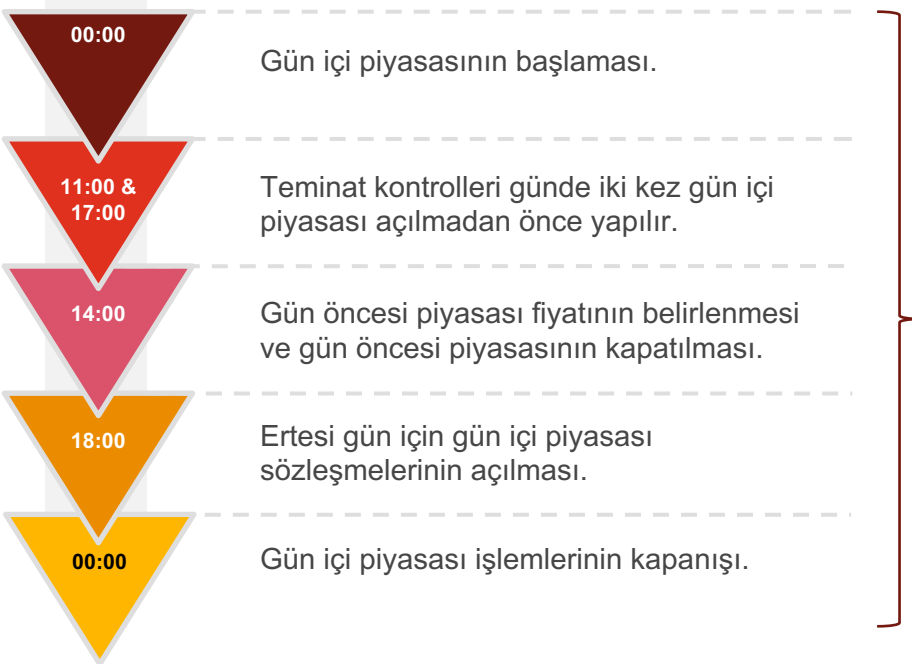 00:00
Gün içi piyasasının başlaması.
11:00 &
17:00
Teminat kontrolleri günde iki kez gün içi
piyasası açılmadan önce yapılır.
14:00
Gün öncesi piyasası fiyatının belirlenmesi
ve gün öncesi piyasasının kapatılması.
18:00
Ertesi gün için gün içi piyasası
sözleşmelerinin açılması.
00:00
Gün içi piyasası işlemlerinin kapanışı.